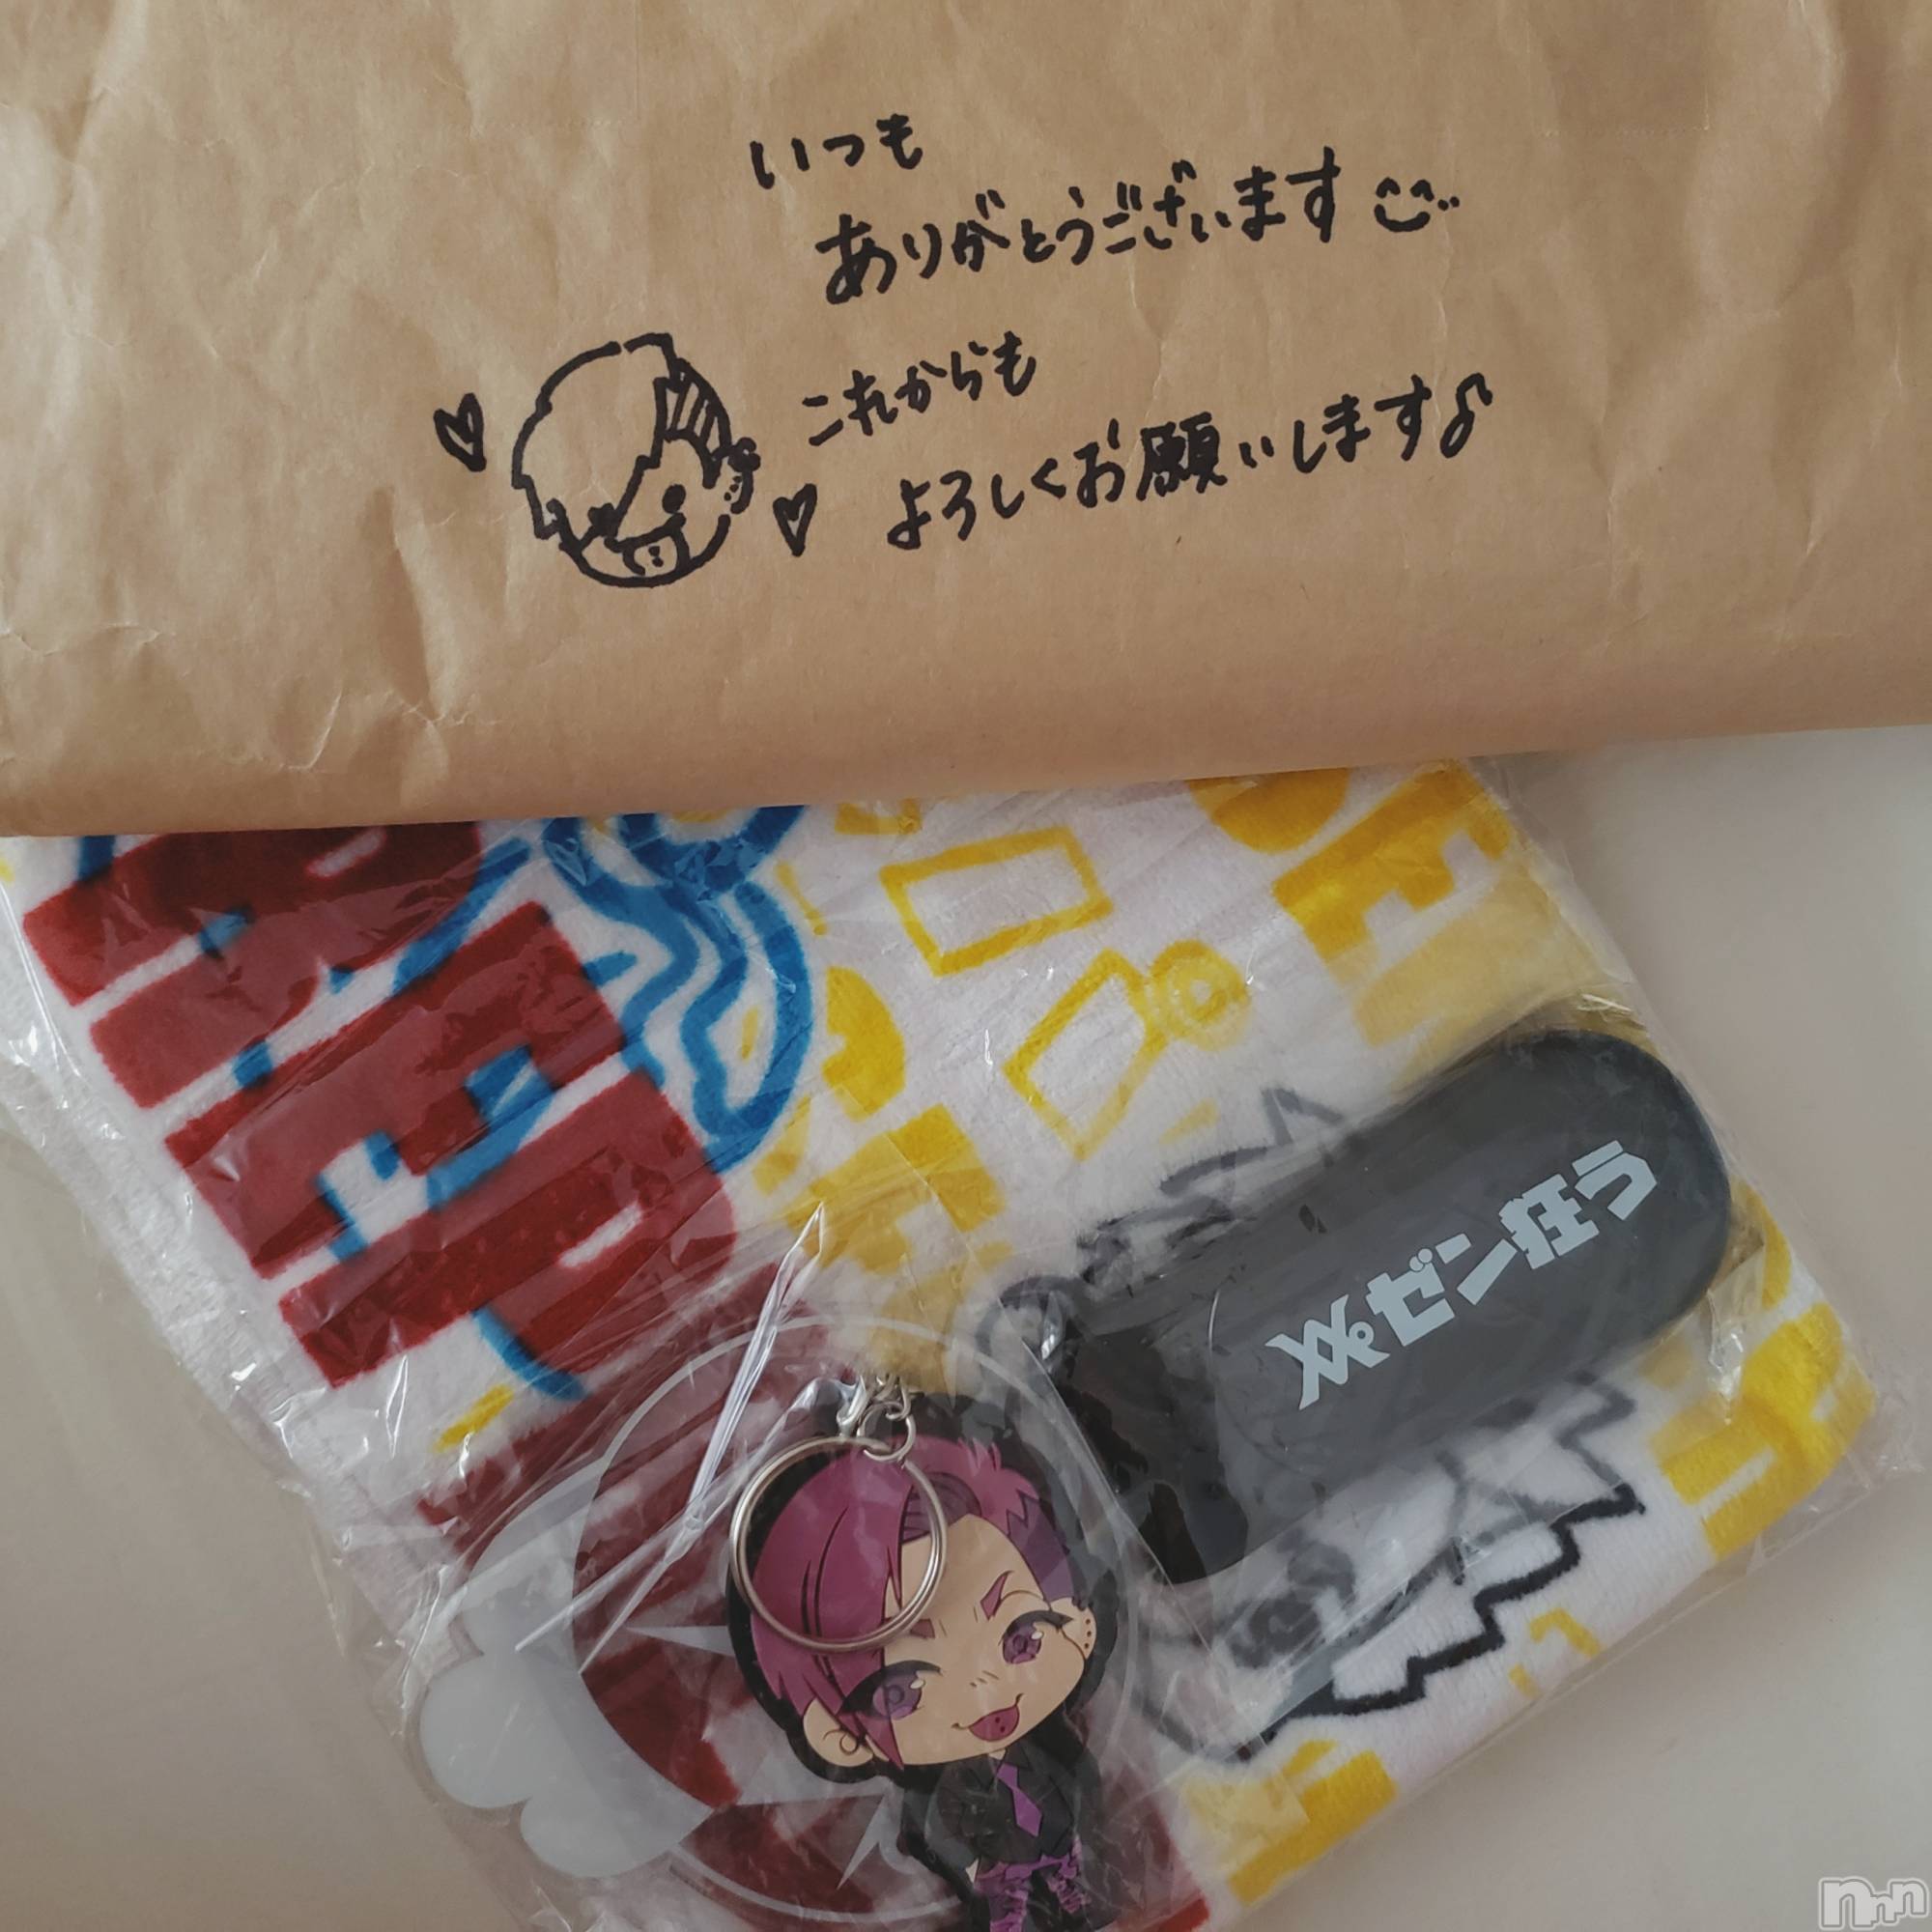 いつも
ありがとうございます
これからも
よろしくお願いします♪
ゼン狂う
nnn